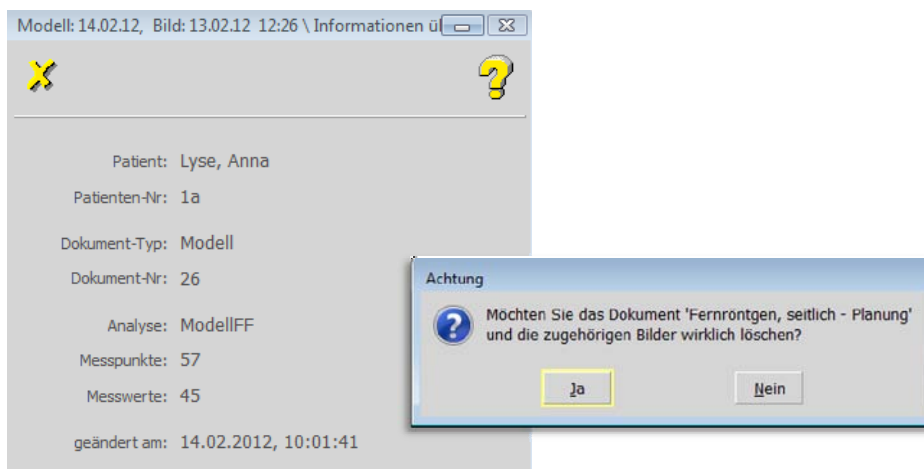 Modell: 14.02.12, Bild: 13.02.12 12:26 \ Informationen ü
Patient: Lyse, Anna
Patienten-Nr: 1a
Dokument-Typ: Modell
Dokument-Nr: 26
Analyse: ModellFF
Messpunkte: 57
Messwerte: 45
geändert am: 14.02.2012, 10:01:41
Achtung
Möchten Sie das Dokument 'Fernröntgen, seitlich - Planung'
und die zugehörigen Bilder wirklich löschen?
Ja Nein